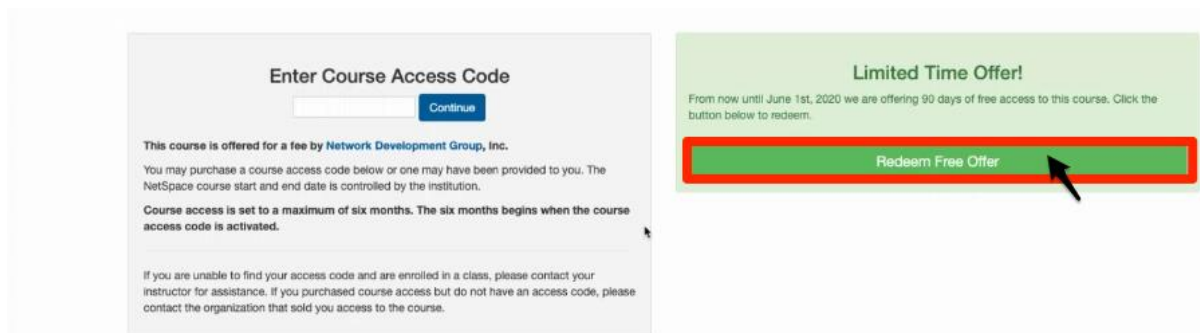 Enter Course Access Code
Continue
This course is offered for a fee by Network Development Group, Inc.
You may purchase a course access code below or one may have been provided to you. The
NetSpace course start and end date is controlled by the institution.
Course access is set to a maximum of six months. The six months begins when the course
access code is activated.
If you are unable to find your access code and are enrolled in a class, please contact your
instructor for assistance. If you purchased course access but do not have an access code, please
contact the organization that sold you access to the course.
Limited Time Offer!
From now until June 1st, 2020 we are offering 90 days of free access to this course. Click the
button below to redeem.
Redeem Free Offer